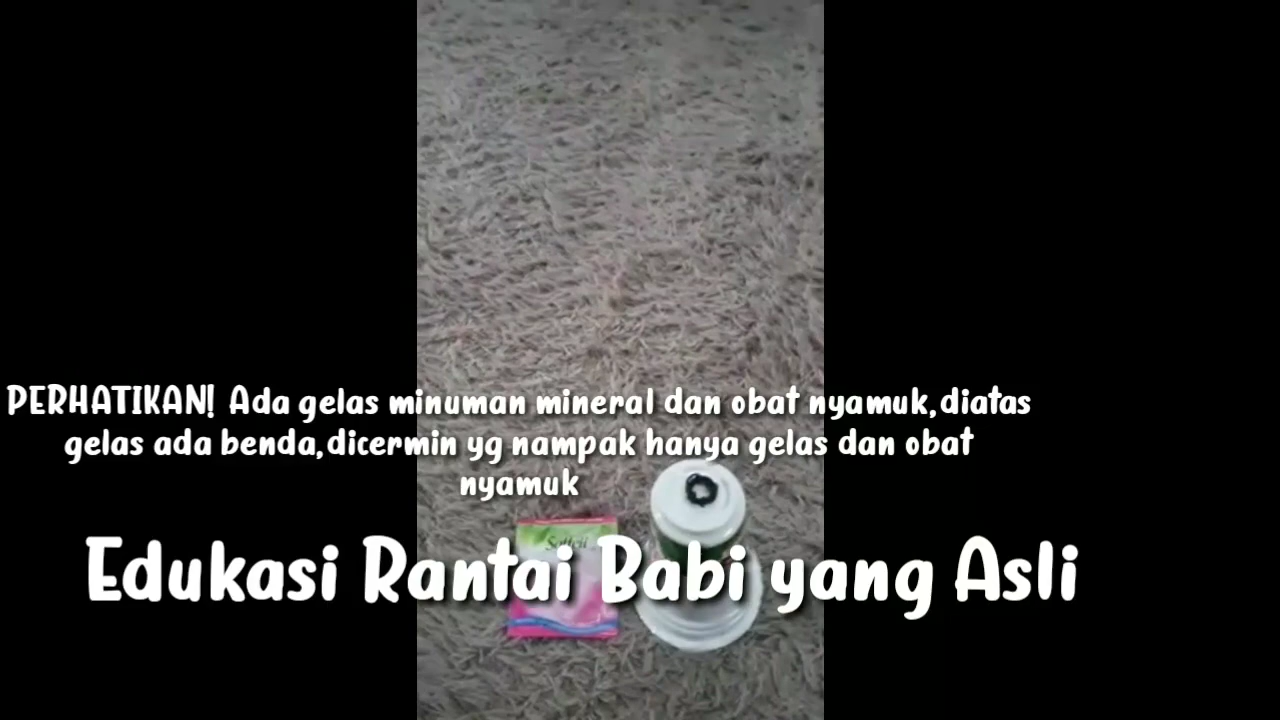 PERHATIKAN! Ada gelas minuman mineral dan obat nyamuk,diatas
gelas ada benda,dicermin yg nampak hanya gelas dan obat
nyamuk
Edukasi Rantai Babi yang Asli